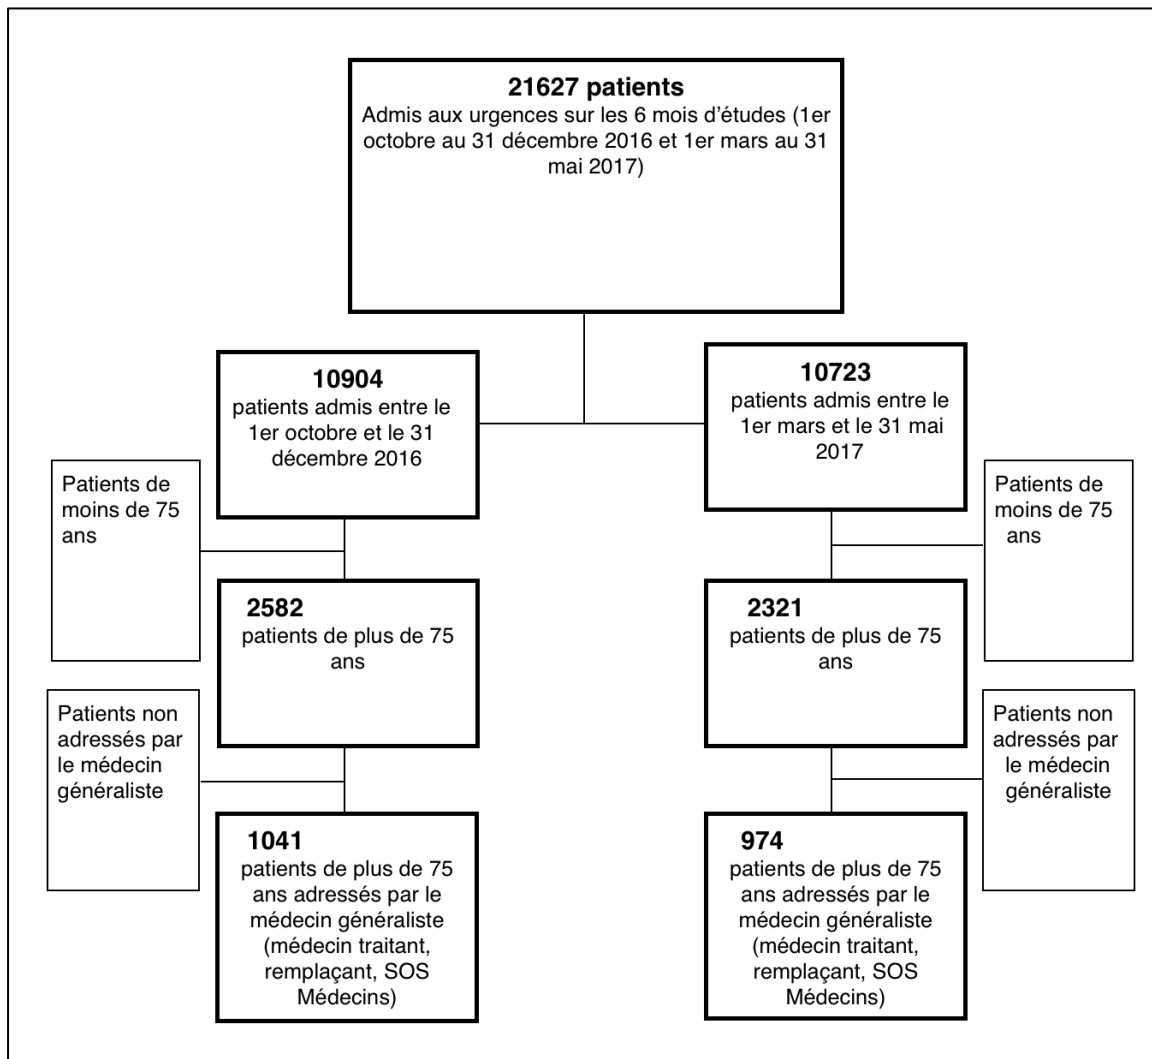 21627 patients
Admis aux urgences sur les 6 mois d'études (1er
octobre au 31 décembre 2016 et 1er mars au 31
mai 2017)
10904
patients admis entre le
1er octobre et le 31
décembre 2016
10723
patients admis entre le
1er mars et le 31 mai
2017
Patients de
moins de 75
ans
Patients de
moins de 75
ans
2582
patients de plus de 75
ans
2321
patients de plus de 75
ans
Patients non
adressés par
le médecin
généraliste
Patients non
adressés par
le médecin
généraliste
1041
patients de plus de 75
ans adressés par le
médecin généraliste
(médecin traitant,
remplaçant, SOS
Médecins)
974
patients de plus de 75
ans adressés par le
médecin généraliste
(médecin traitant,
remplaçant, SOS
Médecins)